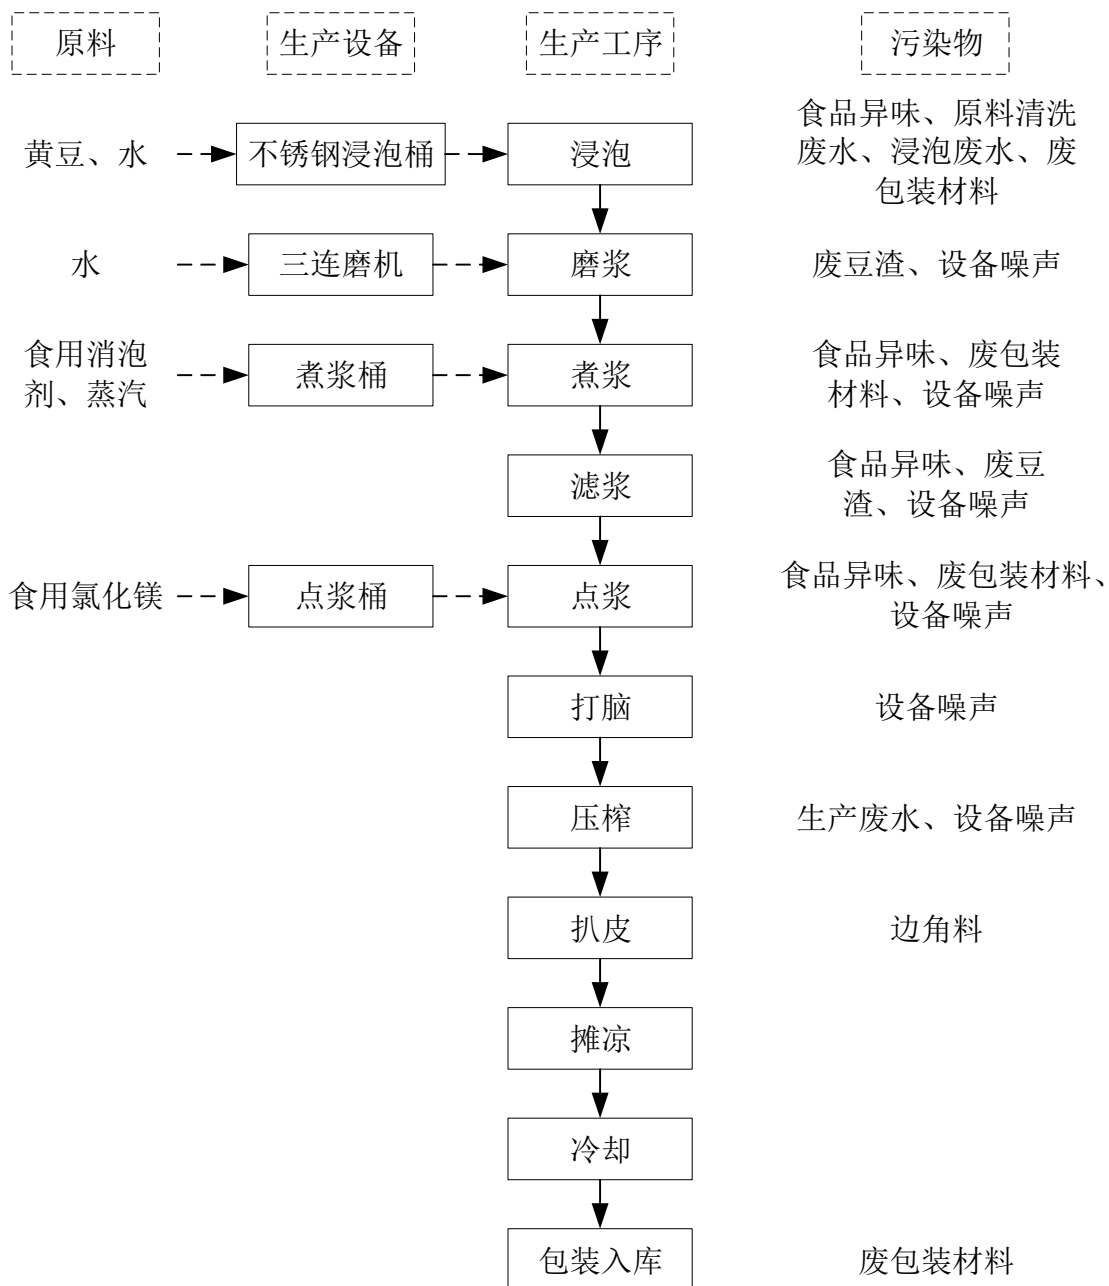 原料
生产设备
生产工序
污染物
黄豆、水
不锈钢浸泡桶
浸泡
食品异味、原料清洗
废水、浸泡废水、废
包装材料
水
三连磨机
磨浆
废豆渣、设备噪声
食用消泡
剂、蒸汽
煮浆桶
煮浆
食品异味、废包装
材料、设备噪声
滤浆
食品异味、废豆
渣、设备噪声
食用氯化镁
点浆桶
点浆
食品异味、废包装材料、
设备噪声
打脑
设备噪声
压榨
生产废水、设备噪声
扒皮
边角料
摊凉
冷却
包装入库
废包装材料